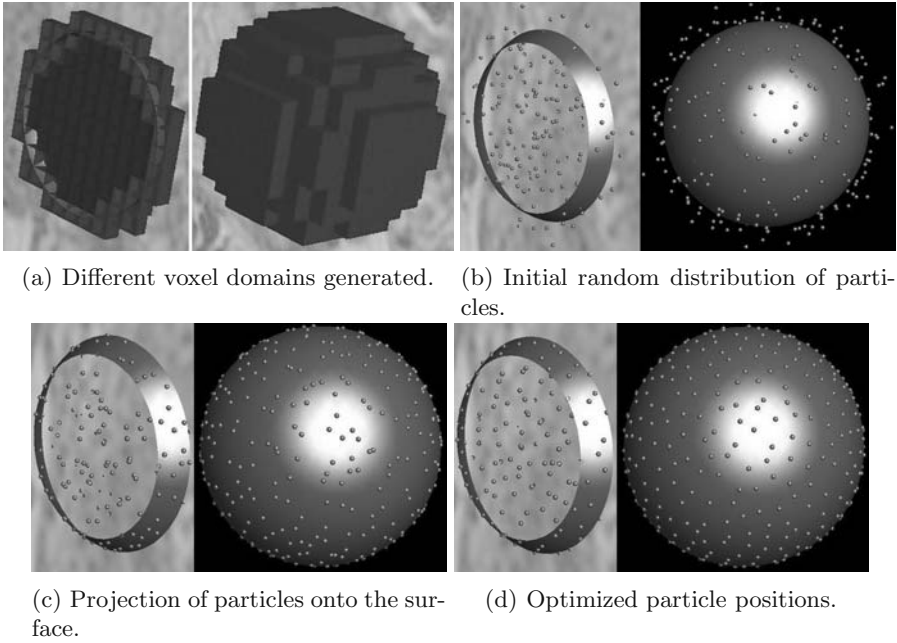 (a) Different voxel domains generated.
(b) Initial random distribution of parti-
cles.
(c) Projection of particles onto the sur-
face.
(d) Optimized particle positions.